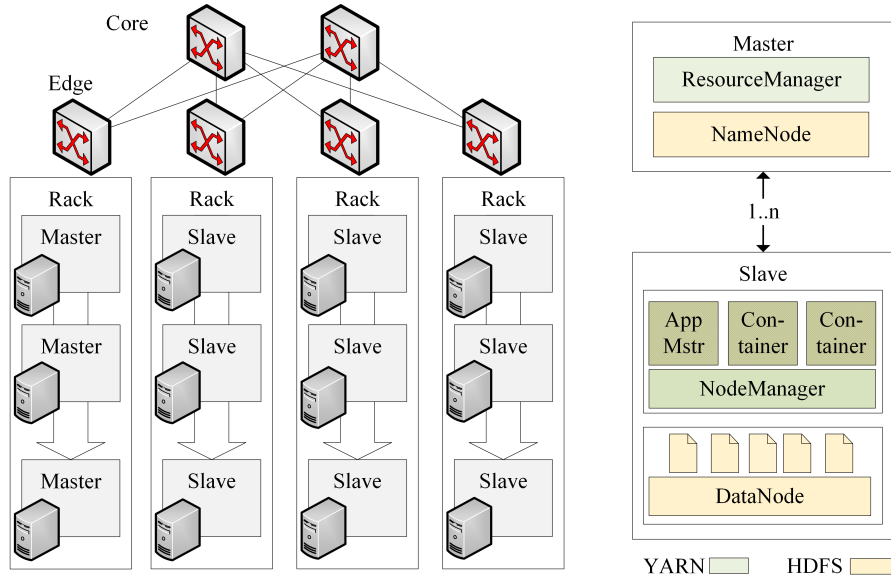 Core
Edge
Rack
Master
Master
Master
Rack
Slave
Slave
Slave
Rack
Slave
Slave
Slave
Rack
Slave
Slave
Slave
Master
ResourceManager
NameNode
1..n
Slave
App
Mstr
Con-
tainer
Con-
tainer
NodeManager
DataNode
YARN
HDFS